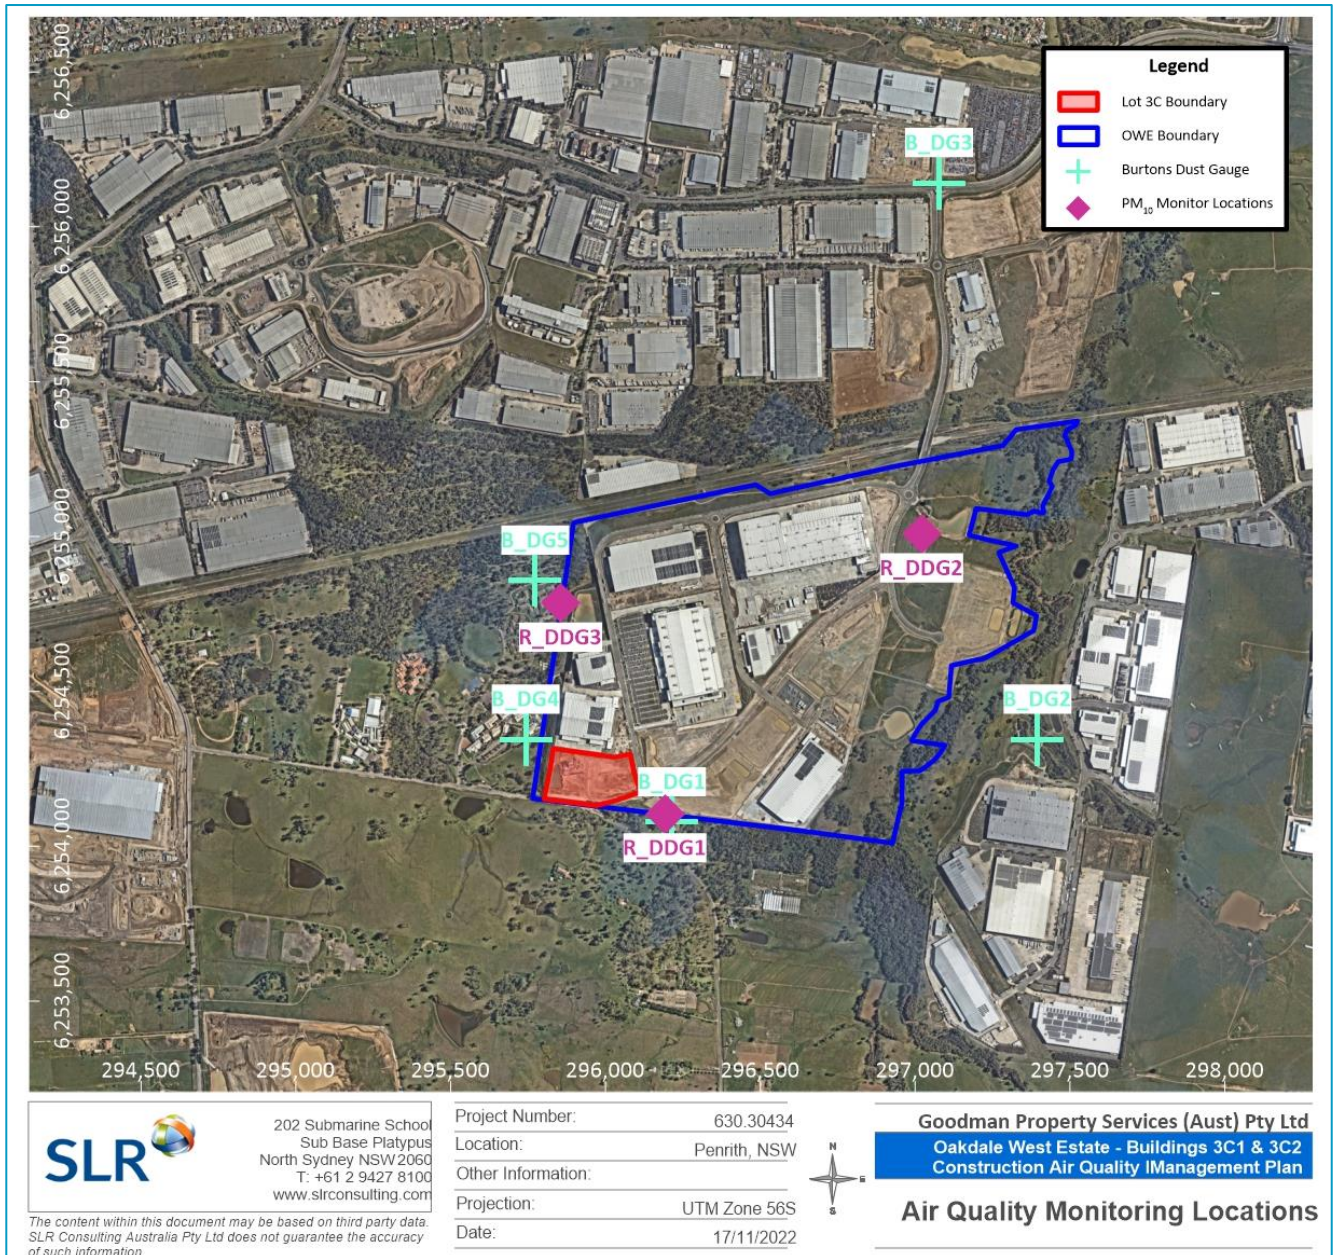 Legend
Lot 3C Boundary
OWE Boundary
Burtons Dust Gauge
PM10 Monitor Locations
6,256,500
6,256,000
6,255,500
6,255,000
6,254,500
6,254,000
6,253,500
B_DG3
B_DG5
R_DDG3
R_DDG2
B_DG4
B_DG2
B_DG1
R_DDG1
294,500
295,000
295,500
296,000
296,500
297,000
297,500
298,000
SLR
202 Submarine School
Sub Base Platypus
North Sydney NSW 2060
T: +61 2 9427 8100
www.slrconsulting.com
The content within this document may be based on third party data.
SLR Consulting Australia Pty Ltd does not guarantee the accuracy
of such information
Project Number: 630.30434
Location: Penrith, NSW
Other Information:
Projection: UTM Zone 56S
Date: 17/11/2022
N
E
S
Goodman Property Services (Aust) Pty Ltd
Oakdale West Estate - Buildings 3C1 & 3C2
Construction Air Quality IManagement Plan
Air Quality Monitoring Locations